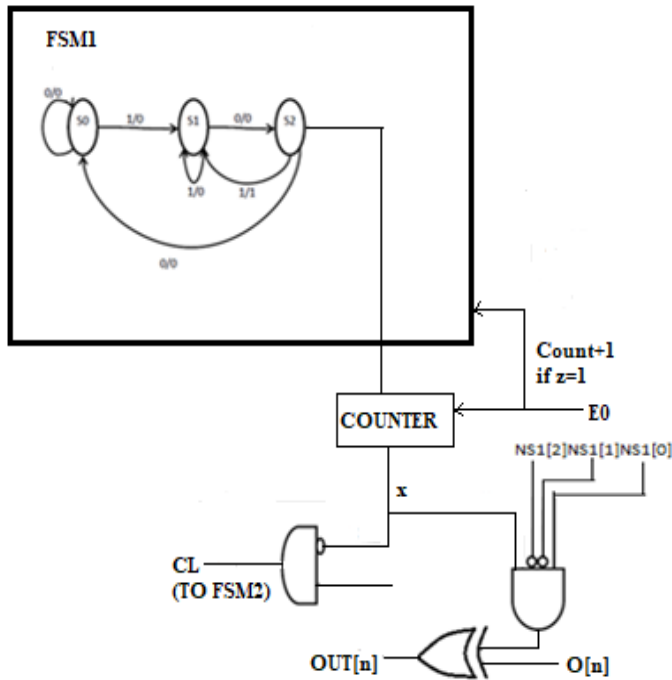 FSM1
0/0
S0
1/0
S1
0/0
S2
1/0
1/1
0/0
Count+1
if z=1
COUNTER
E0
NS1[2]NS1[1]NS1[0]
x
CL
(TO FSM2)
OUT[n]
O[n]